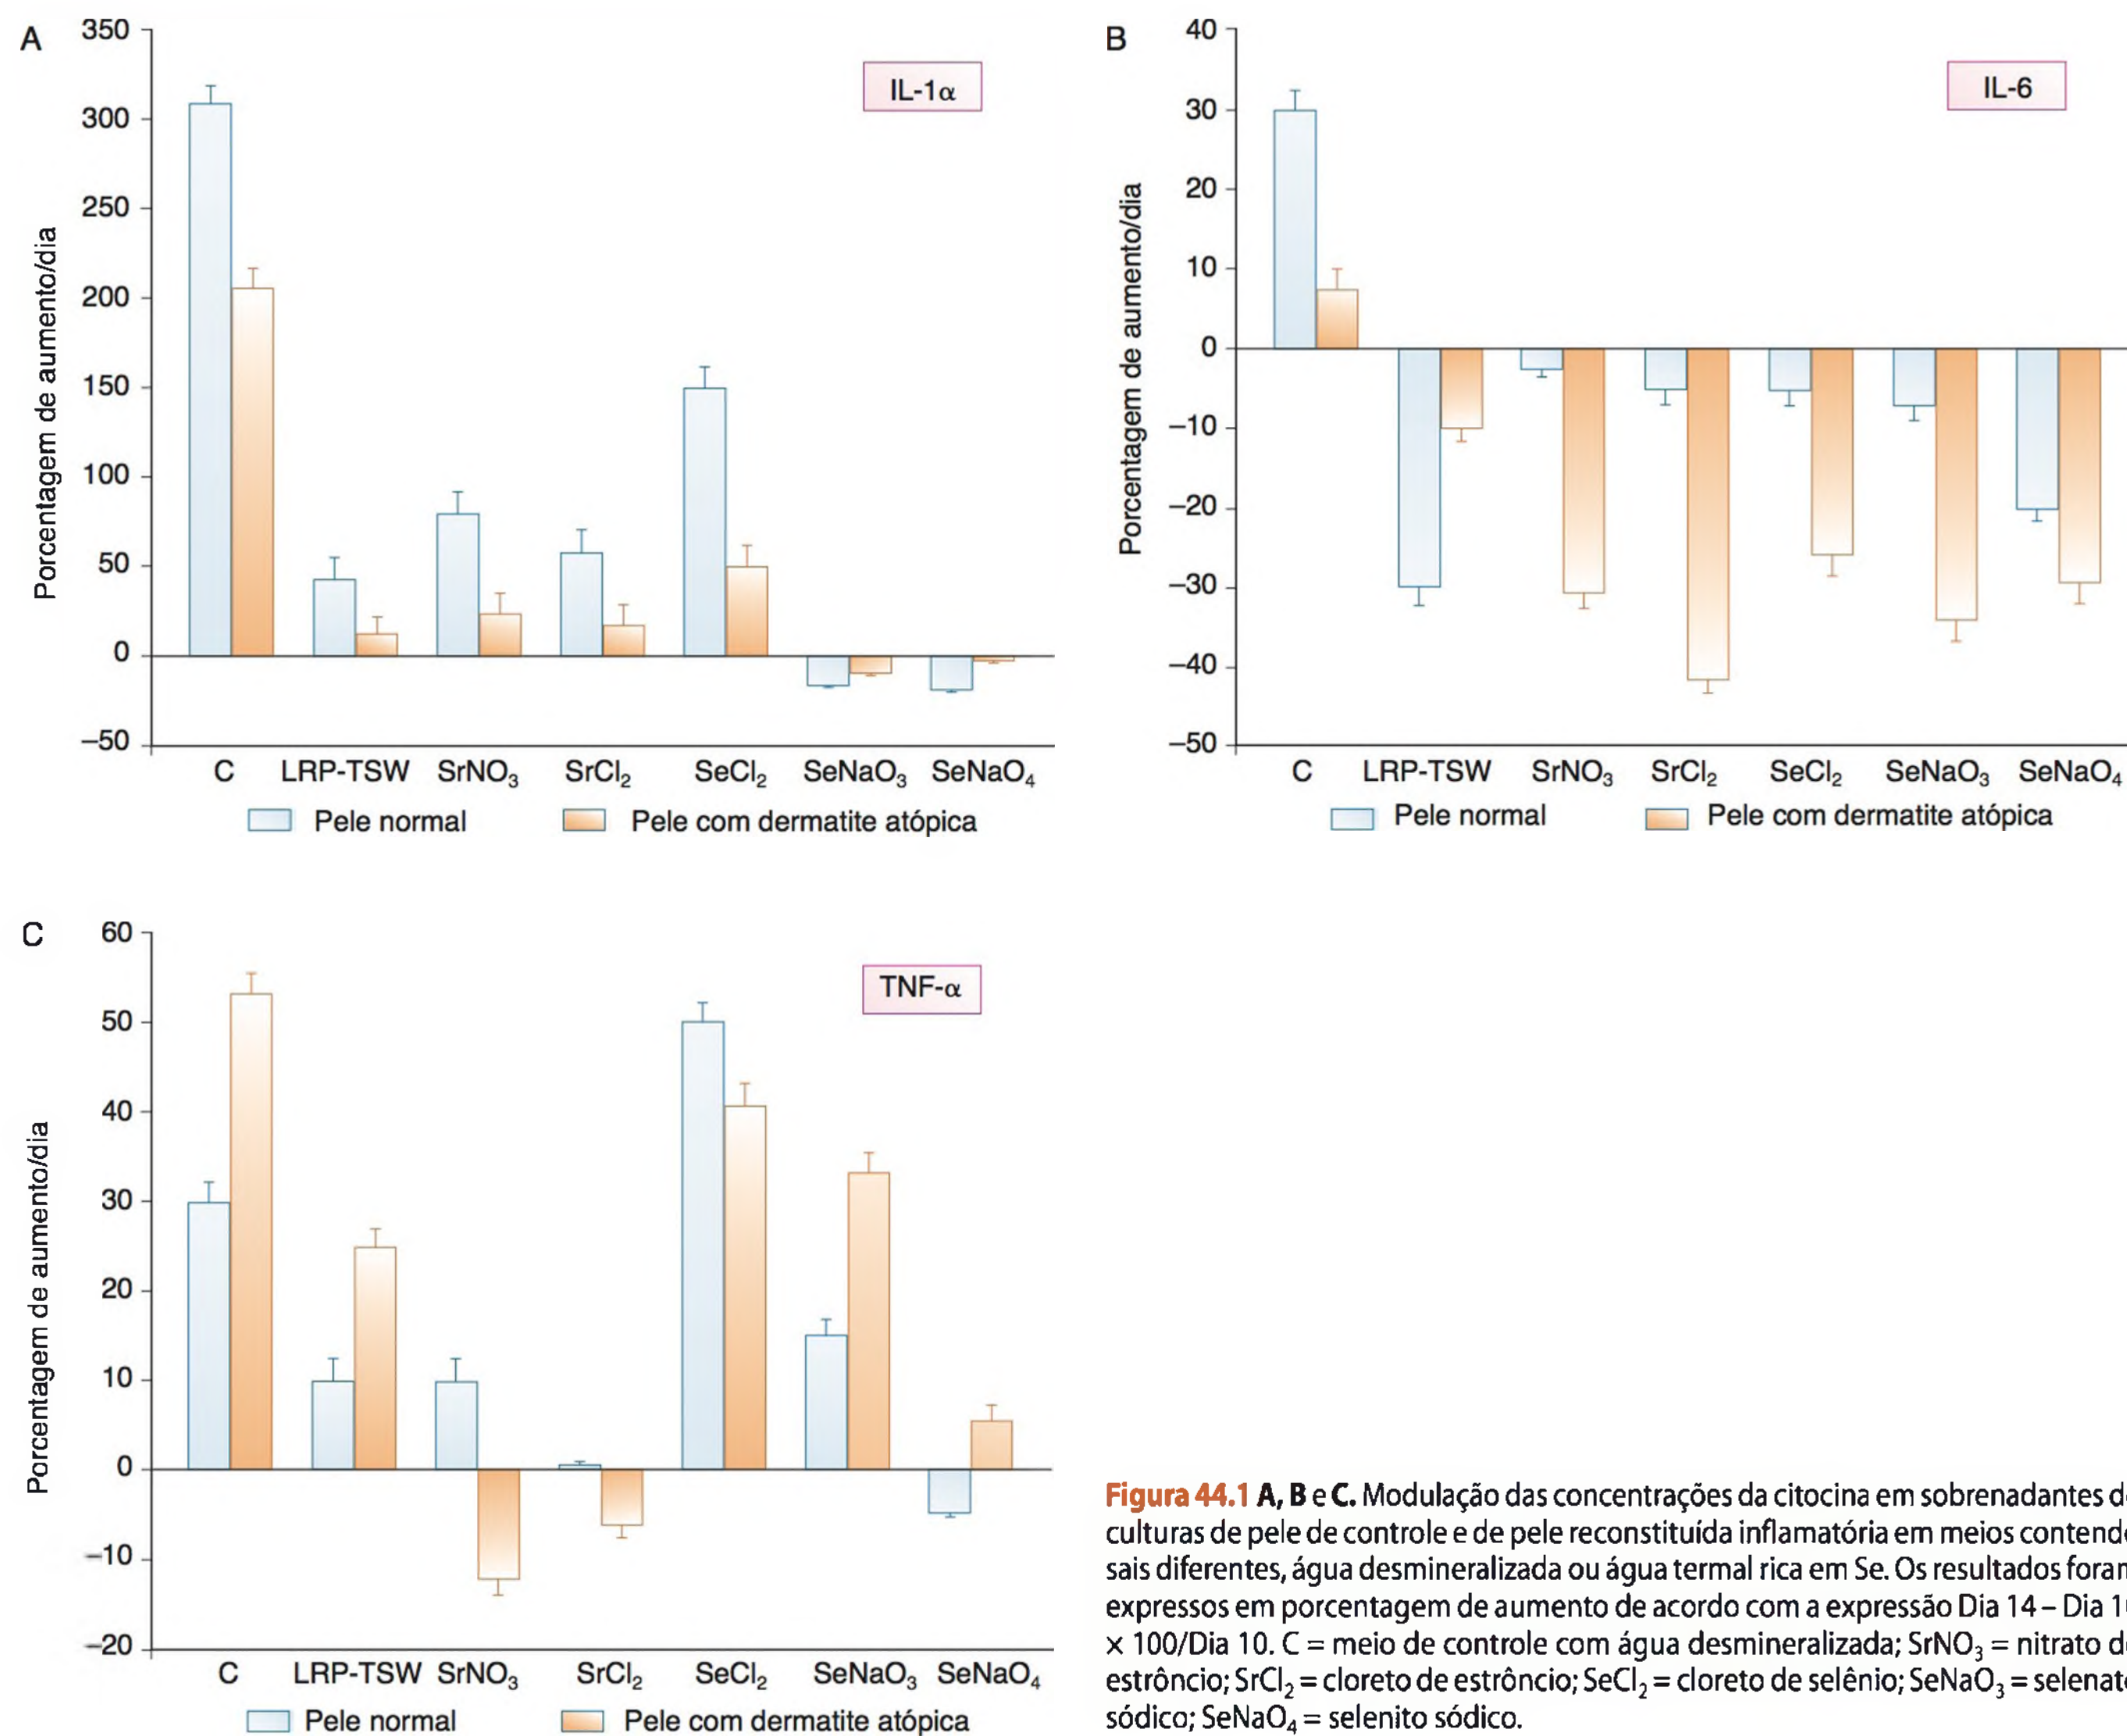 A
IL-1α
Porcentagem de aumento/dia
350
300
250
200
150
100
50
0
–50
C LRP-TSW SrNO₃ SrCl₂ SeCl₂ SeNaO₃ SeNaO₄
Pele normal Pele com dermatite atópica
B
IL-6
Porcentagem de aumento/dia
40
30
20
10
0
–10
–20
–30
–40
–50
C LRP-TSW SrNO₃ SrCl₂ SeCl₂ SeNaO₃ SeNaO₄
Pele normal Pele com dermatite atópica
C
TNF-α
Porcentagem de aumento/dia
60
50
40
30
20
10
0
–10
–20
C LRP-TSW SrNO₃ SrCl₂ SeCl₂ SeNaO₃ SeNaO₄
Pele normal Pele com dermatite atópica
Figura 44.1 A, B e C. Modulação das concentrações da citocina em sobrenadantes
culturas de pele de controle e de pele reconstituída inflamatória em meios
sais diferentes, água desmineralizada ou água termal rica em Se. Os resultados
expressos em porcentagem de aumento de acordo com a expressão Dia 14 – Dia
× 100/Dia 10. C = meio de controle com água desmineralizada; SrNO₃ = nitrato
estrôncio; SrCl₂ = cloreto de estrôncio; SeCl₂ = cloreto de selênio; SeNaO₃ =
sódico; SeNaO₄ = selenito sódico.